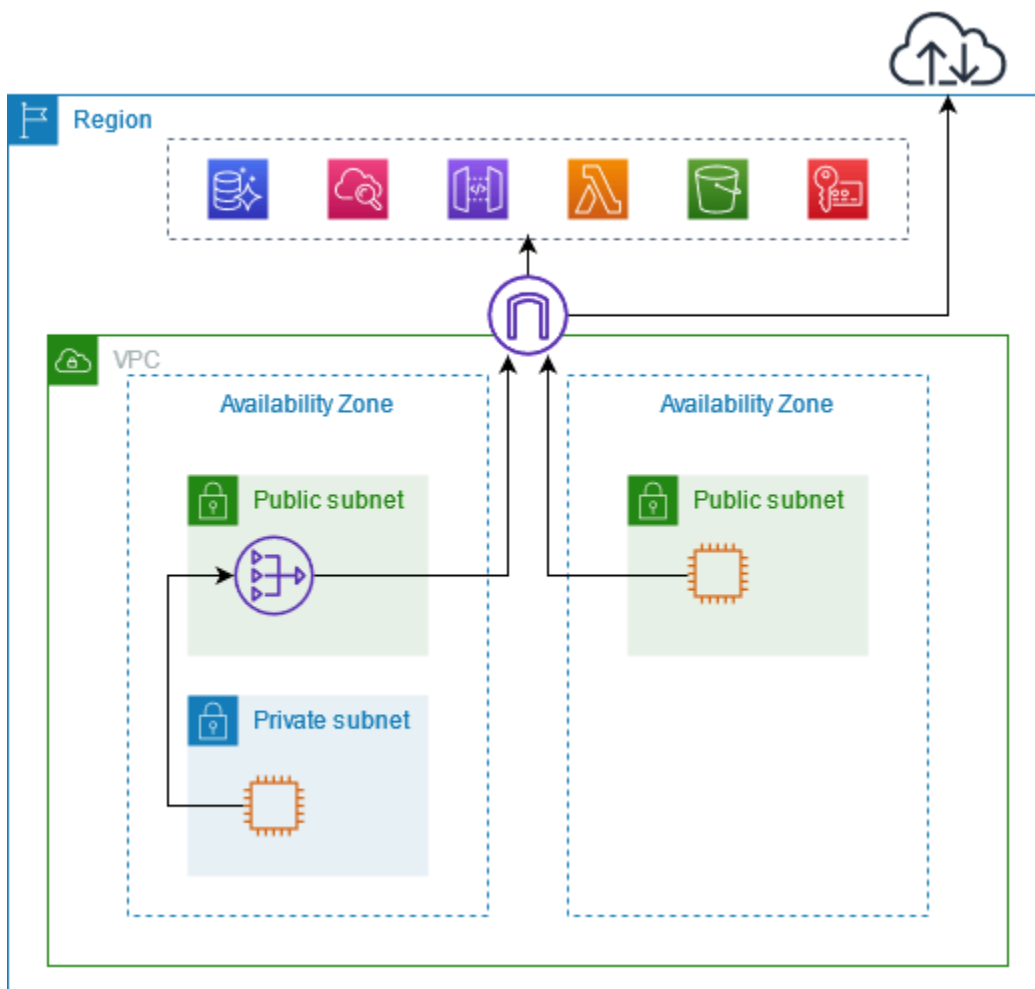 Region
VPC
Availability Zone
Availability Zone
Public subnet
Public subnet
Private subnet